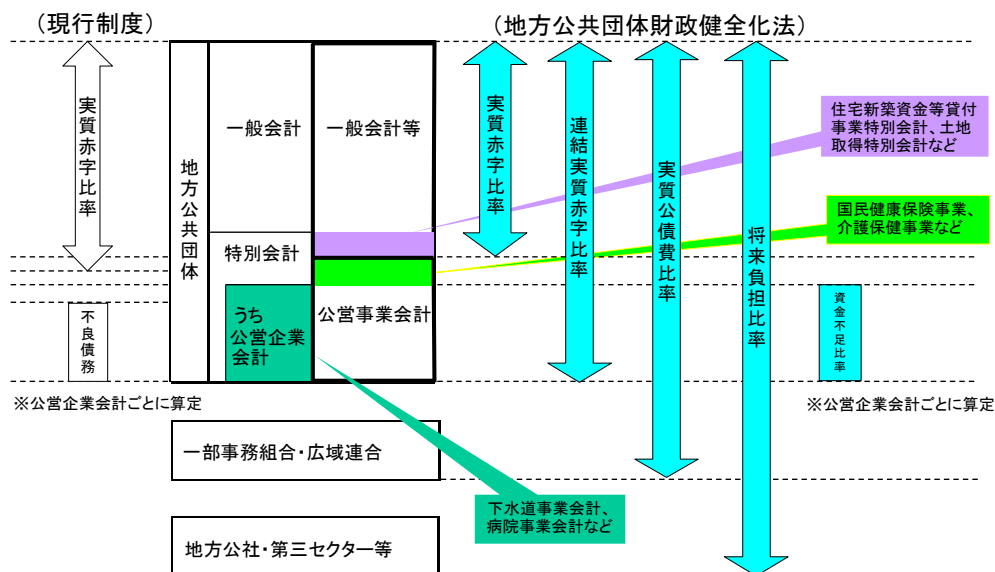 (現行制度)
(地方公共団体財政健全化法)
実質赤字比率
地方公共団体
一般会計
一般会計等
実質赤字比率
連結実質赤字比率
実質公債費比率
将来負担比率
住宅新築資金等貸付
事業特別会計、土地
取得特別会計など
国民健康保険事業、
介護保健事業など
特別会計
うち
公営企業
会計
公営事業会計
不良債務
資金不足比率
※公営企業会計ごとに算定
※公営企業会計ごとに算定
一部事務組合・広域連合
下水道事業会計、
病院事業会計など
地方公社・第三セクター等